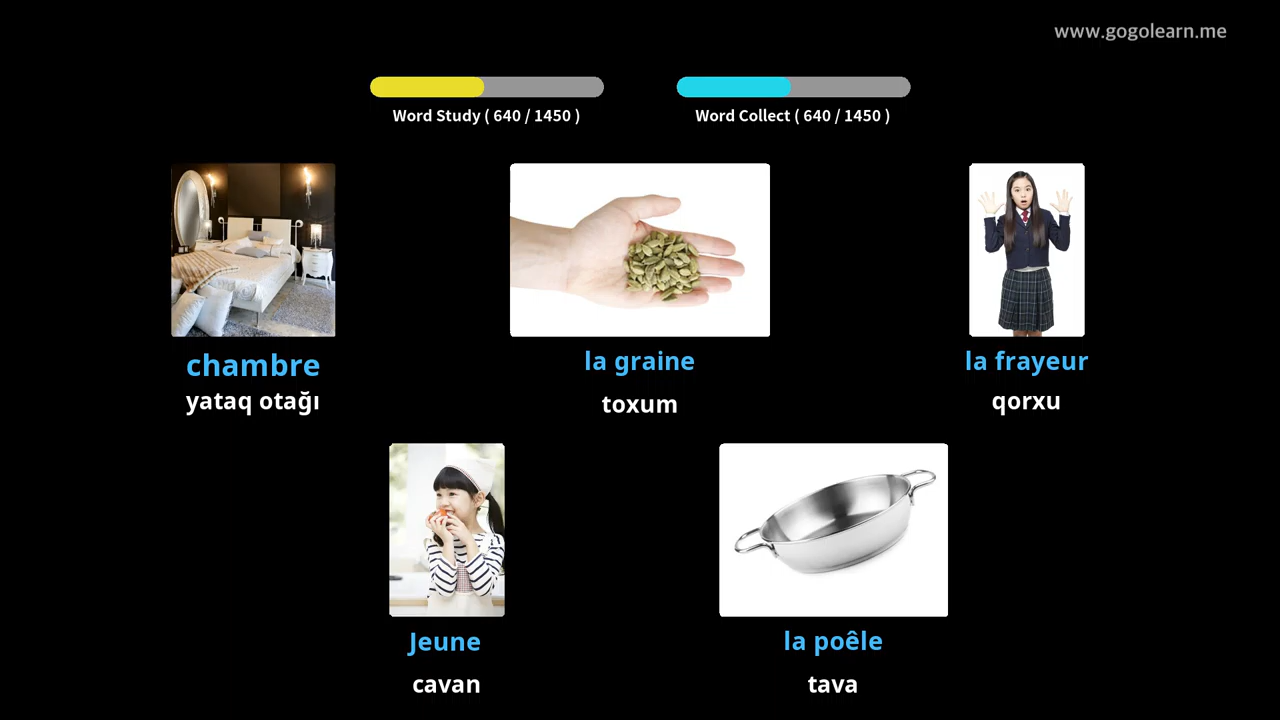 www.gogolearn.me
Word Study ( 640 / 1450 )
Word Collect ( 640 / 1450 )
chambre
yataq otağı
la graine
toxum
la frayeur
qorxu
Jeune
cavan
la poêle
tava